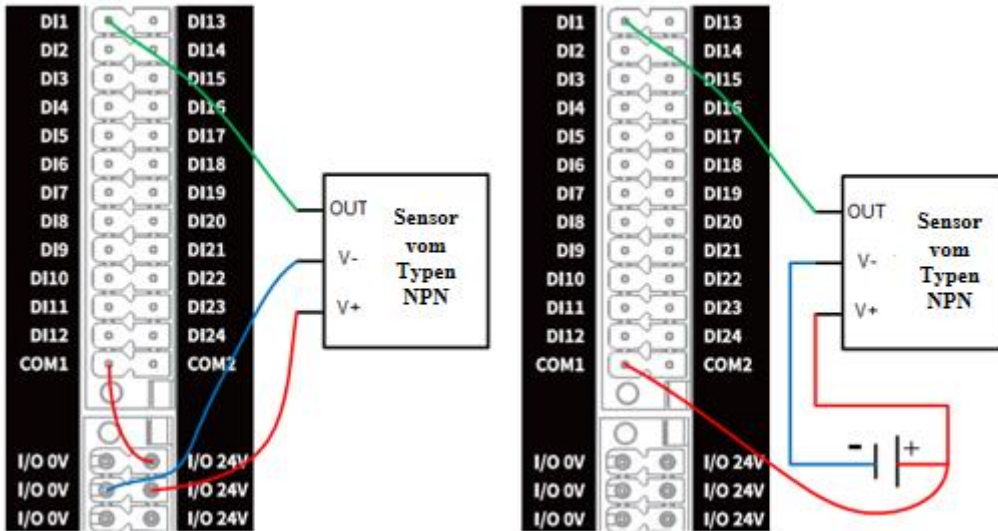 DI1 DI13
DI2 DI14
DI3 DI15
DI4 DI16
DI5 DI17
DI6 DI18
DI7 DI19
DI8 DI20
DI9 DI21
DI10 DI22
DI11 DI23
DI12 DI24
COM1 COM2
I/O 0V I/O 24V
I/O 0V I/O 24V
I/O 0V I/O 24V
OUT
V-
V+
Sensor
vom
Typen
NPN
DI1 DI13
DI2 DI14
DI3 DI15
DI4 DI16
DI5 DI17
DI6 DI18
DI7 DI19
DI8 DI20
DI9 DI21
DI10 DI22
DI11 DI23
DI12 DI24
COM1 COM2
I/O 0V I/O 24V
I/O 0V I/O 24V
I/O 0V I/O 24V
OUT
V-
V+
Sensor
vom
Typen
NPN
- +